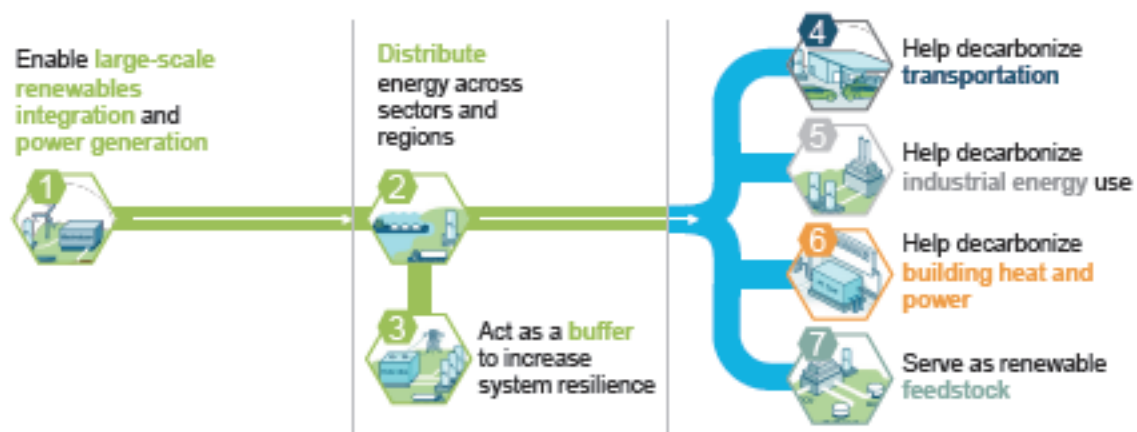 1
Enable large-scale
renewables
integration and
power generation
2
Distribute
energy across
sectors and
regions
3
Act as a buffer
to increase
system resilience
4
Help decarbonize
transportation
5
Help decarbonize
industrial energy use
6
Help decarbonize
building heat and
power
7
Serve as renewable
feedstock